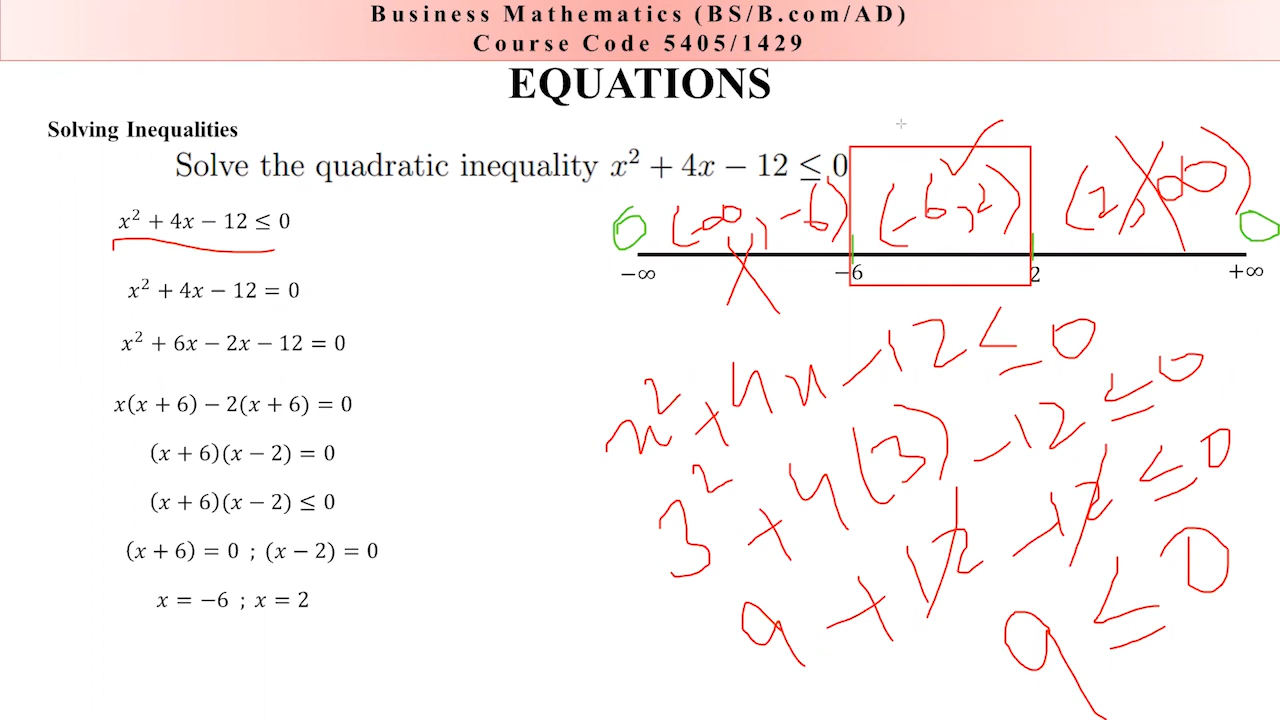 Business Mathematics (BS/B.com/AD)
Course Code 5405/1429
EQUATIONS
Solving Inequalities
Solve the quadratic inequality x² + 4x − 12 ≤ 0
x² + 4x − 12 ≤ 0
x² + 4x − 12 = 0
x² + 6x − 2x − 12 = 0
x(x + 6) − 2(x + 6) = 0
(x + 6)(x − 2) = 0
(x + 6)(x − 2) ≤ 0
(x + 6) = 0 ; (x − 2) = 0
x = −6 ; x = 2
0 (-∞, -6) (-6, 2) ✓ (2, ∞) 0
−∞ −6 2 +∞
x² + 4x − 12 ≤ 0
3² + 4(3) − 12 ≤ 0
9 + 12 − 12 ≤ 0
9 ≤ 0